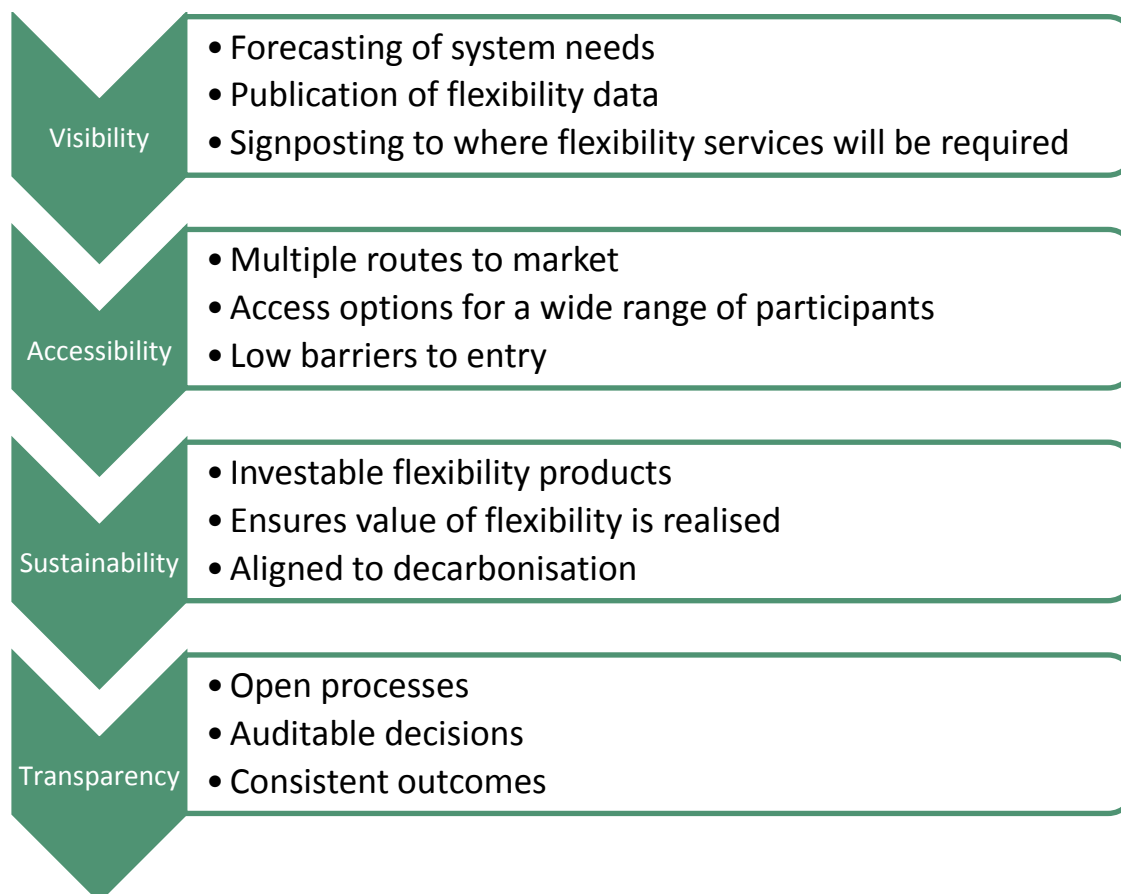 Visibility
• Forecasting of system needs
• Publication of flexibility data
• Signposting to where flexibility services will be required
Accessibility
• Multiple routes to market
• Access options for a wide range of participants
• Low barriers to entry
Sustainability
• Investable flexibility products
• Ensures value of flexibility is realised
• Aligned to decarbonisation
Transparency
• Open processes
• Auditable decisions
• Consistent outcomes